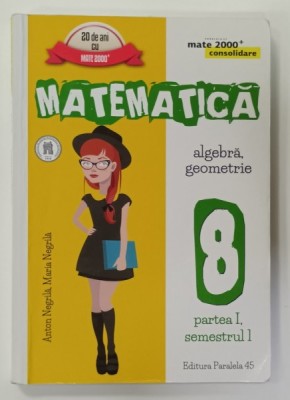 20 de ani
cu
MATE 2000+
mate 2000+
consolidare
MATEMATICĂ
algebră,
geometrie
8
partea I,
semestrul 1
Anton Negrilă, Maria Negrilă
Editura Paralela 45